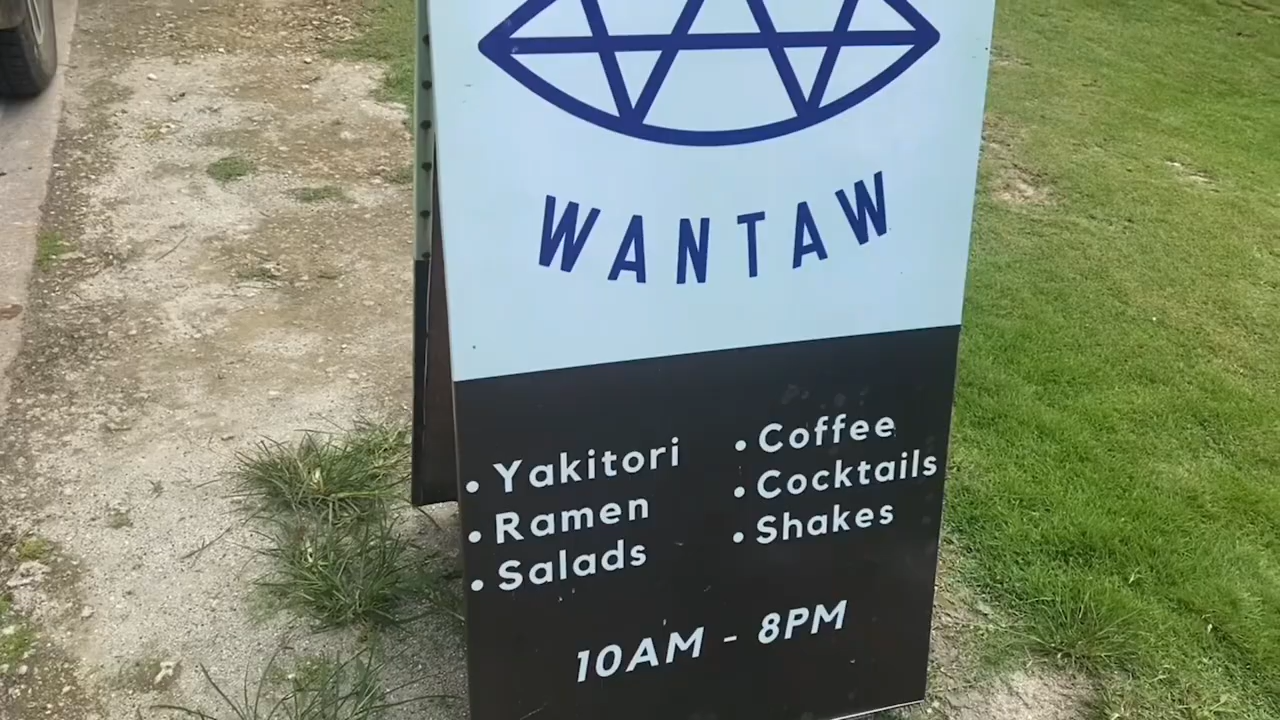 WANTAW
• Yakitori
• Ramen
• Salads
• Coffee
• Cocktails
• Shakes
10AM - 8PM